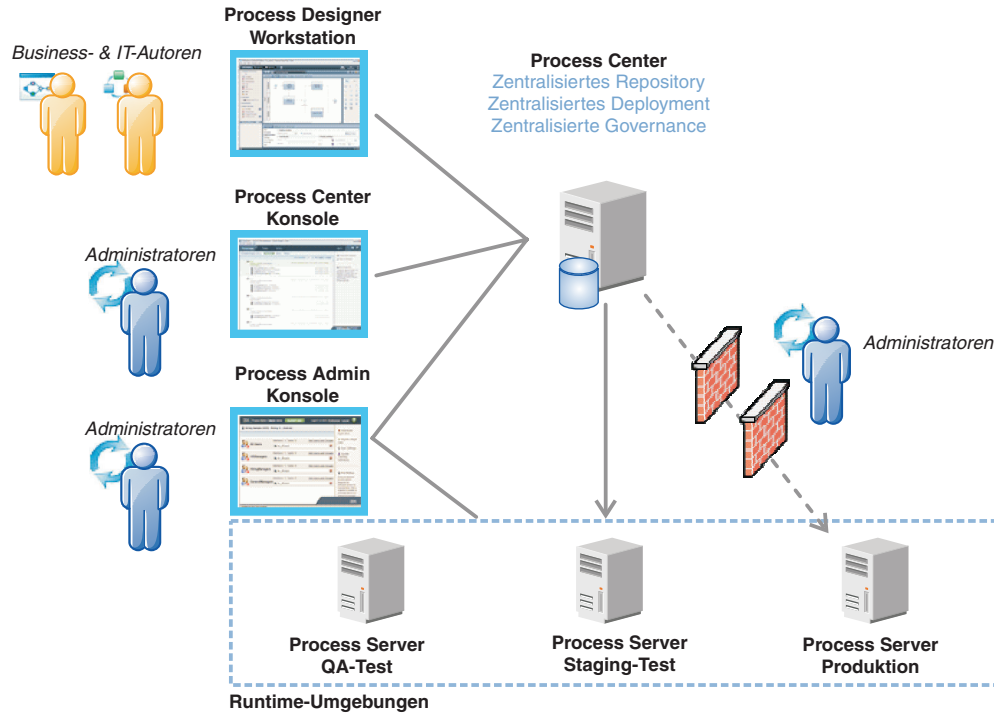 Process Designer
Workstation
Business- & IT-Autoren
Process Center
Zentralisiertes Repository
Zentralisiertes Deployment
Zentralisierte Governance
Process Center
Konsole
Administratoren
Administratoren
Process Admin
Konsole
Administratoren
Process Server
QA-Test
Process Server
Staging-Test
Process Server
Produktion
Runtime-Umgebungen